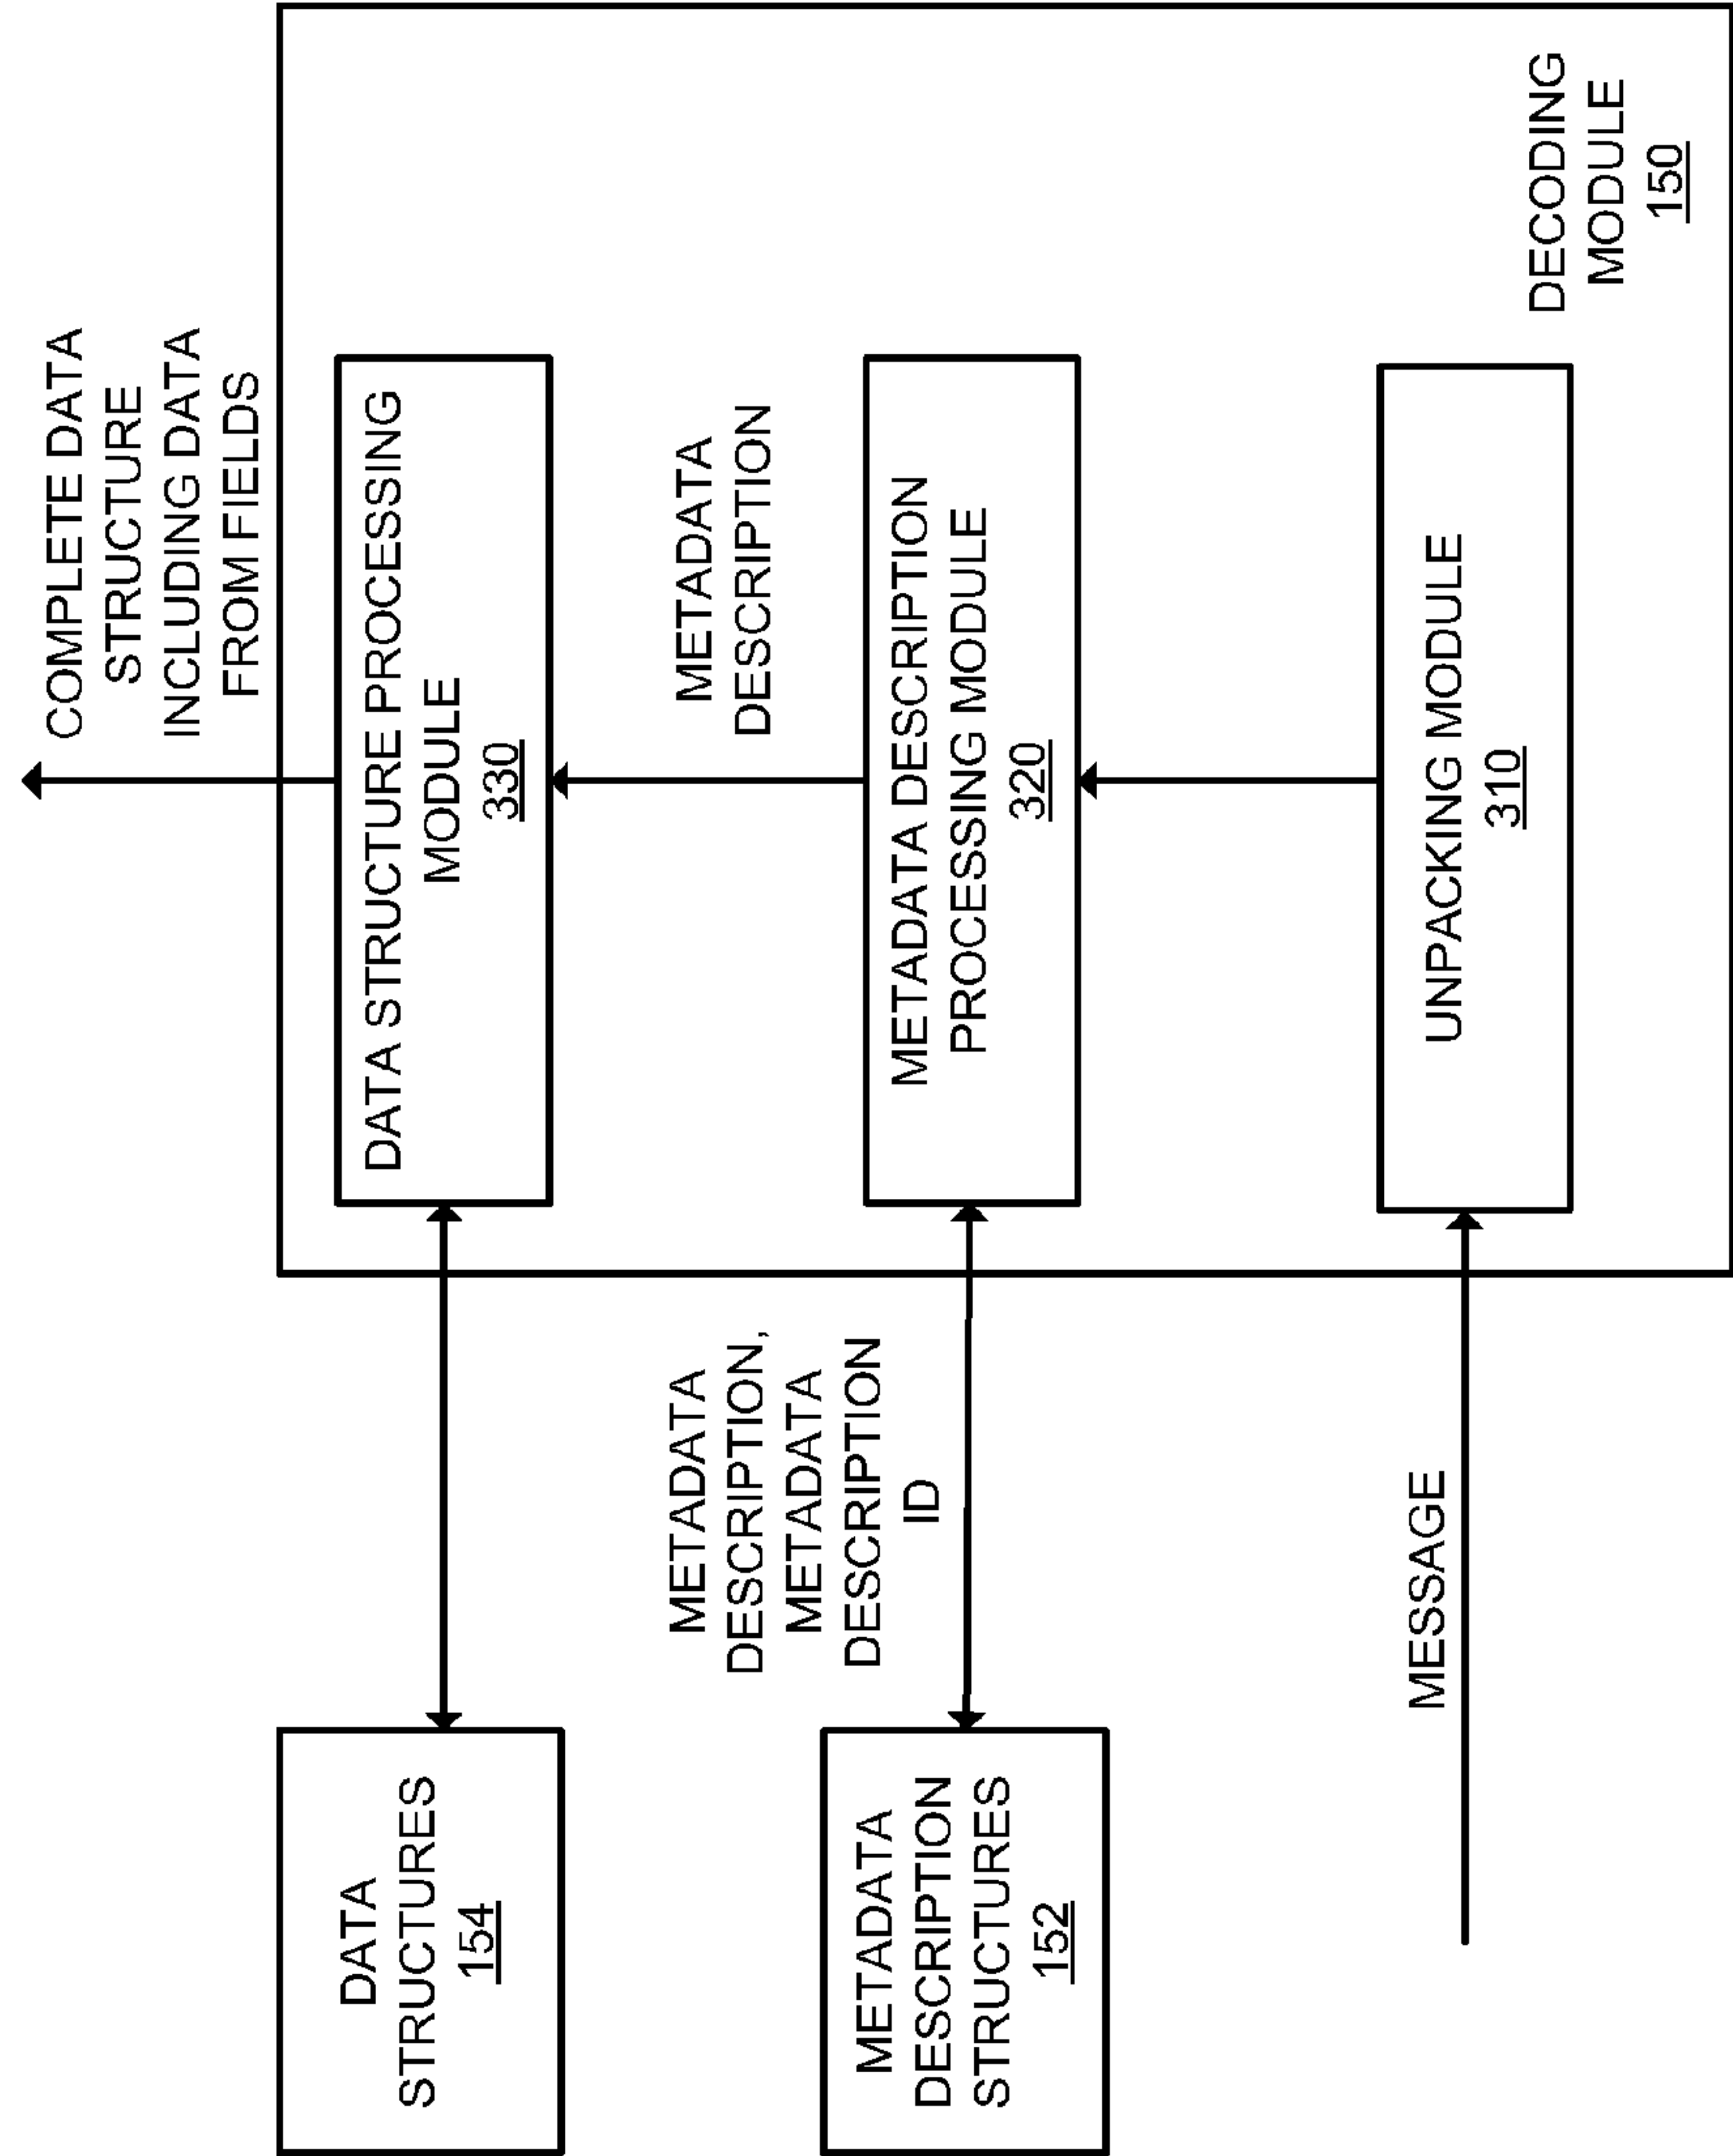 COMPLETE DATA
STRUCTURE
INCLUDING DATA
FROM FIELDS
DATA
STRUCTURES
154
DATA STRUCTURE PROCESSING
MODULE
330
METADATA
DESCRIPTION,
METADATA
DESCRIPTION
ID
METADATA
DESCRIPTION
METADATA
DESCRIPTION
STRUCTURES
152
METADATA DESCRIPTION
PROCESSING MODULE
320
MESSAGE
UNPACKING MODULE
310
DECODING
MODULE
150